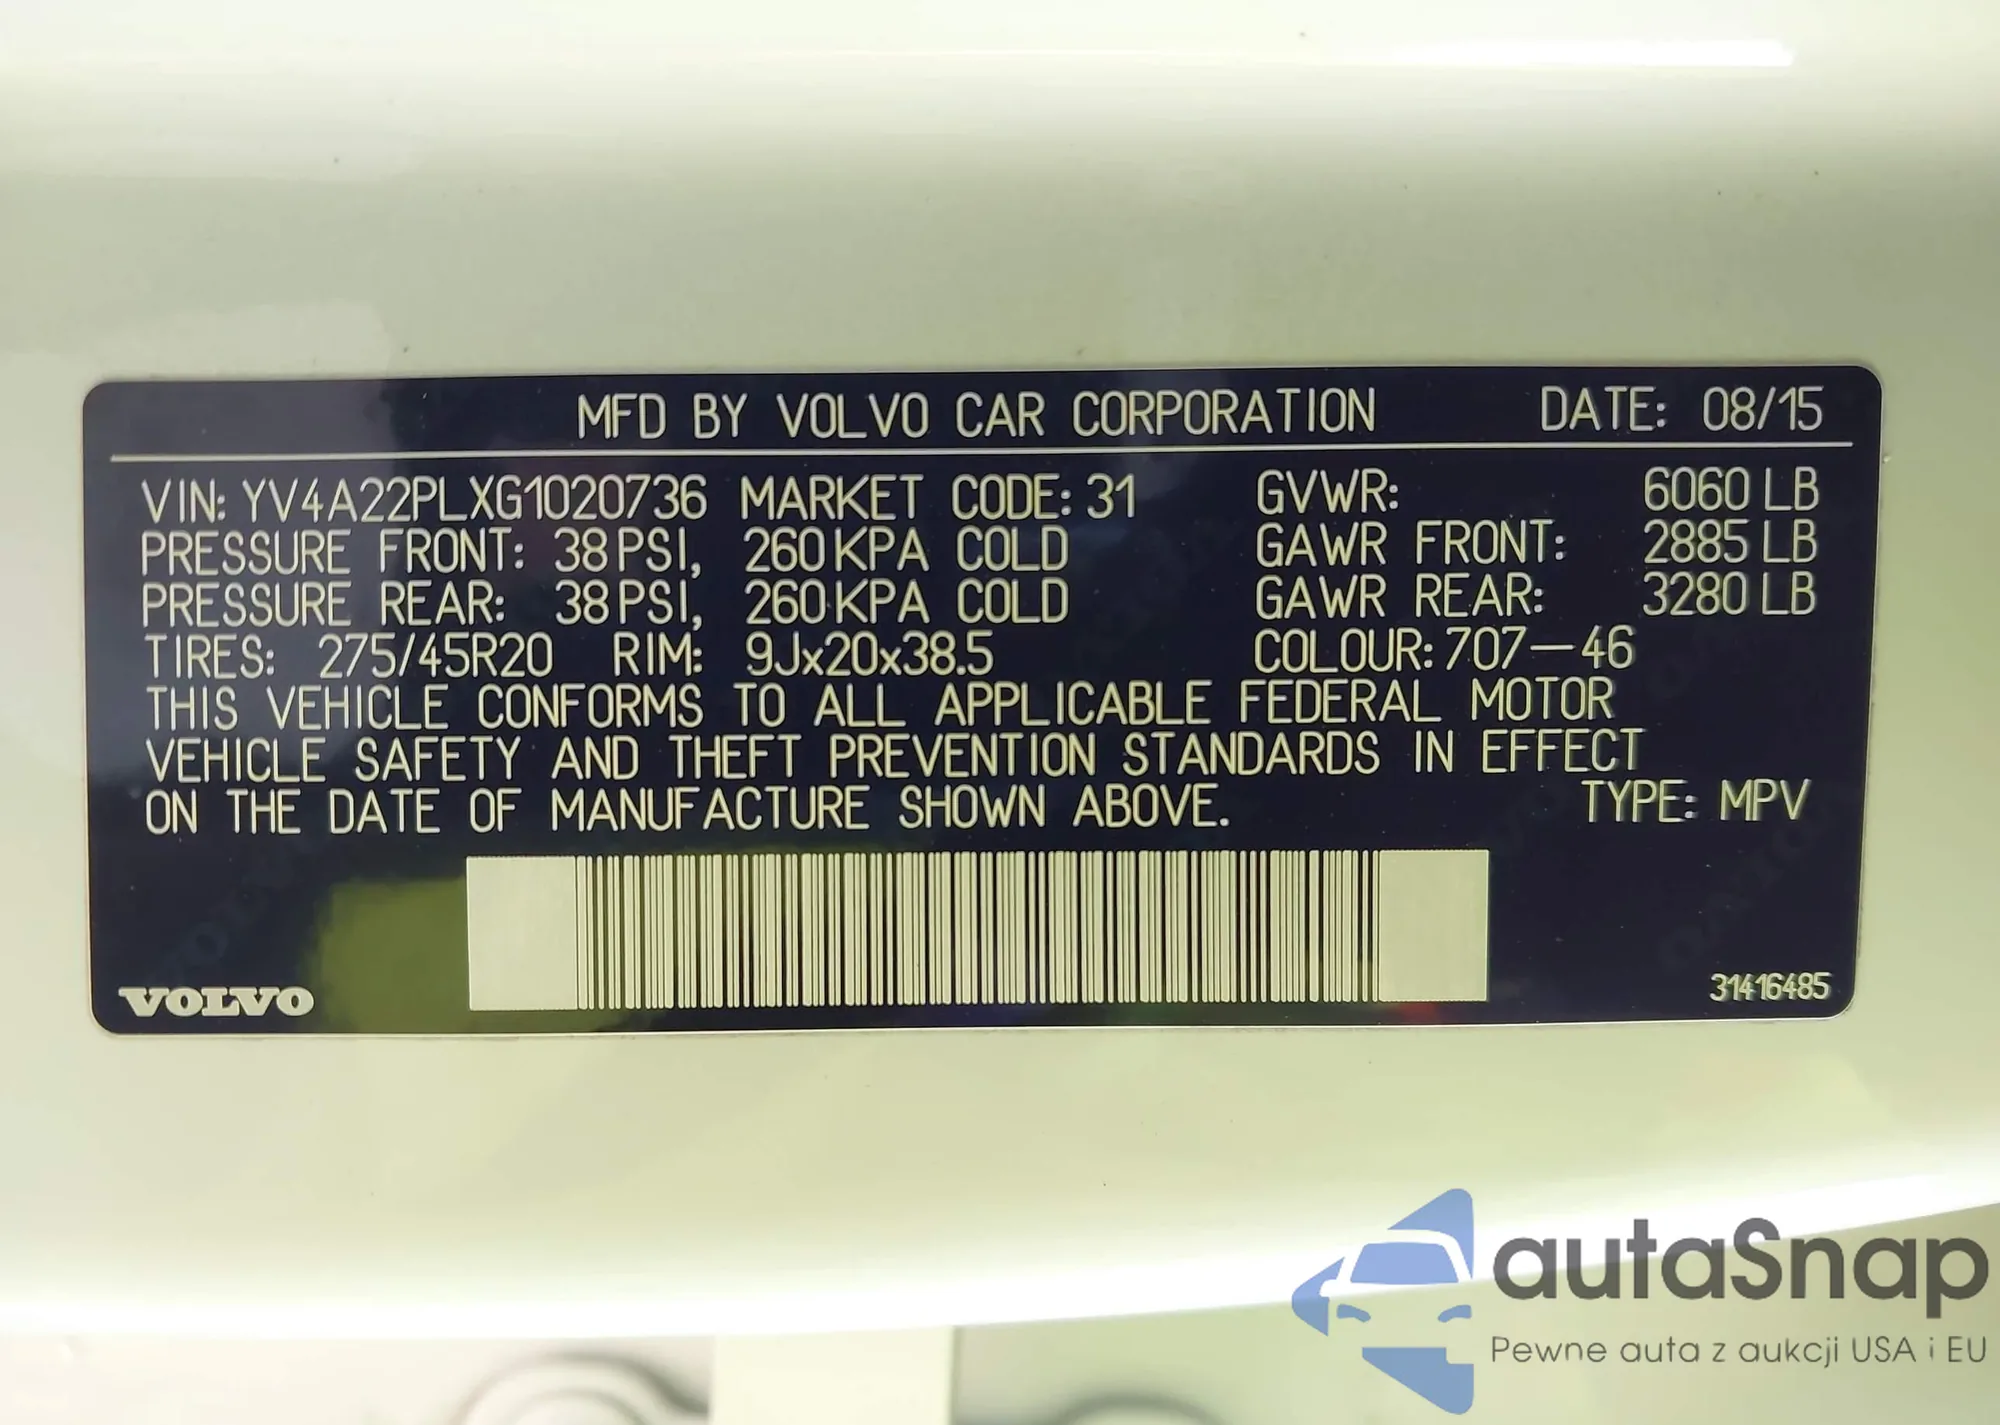 MFD BY VOLVO CAR CORPORATION DATE: 08/15
VIN: YV4A22PLXG1020736 MARKET CODE: 31 GVWR: 6060 LB
PRESSURE FRONT: 38 PSI, 260 KPA COLD GAWR FRONT: 2885 LB
PRESSURE REAR: 38 PSI, 260 KPA COLD GAWR REAR: 3280 LB
TIRES: 275/45R20 RIM: 9Jx20x38.5 COLOUR: 707-46
THIS VEHICLE CONFORMS TO ALL APPLICABLE FEDERAL MOTOR
VEHICLE SAFETY AND THEFT PREVENTION STANDARDS IN EFFECT
ON THE DATE OF MANUFACTURE SHOWN ABOVE. TYPE: MPV
VOLVO 31416485
autaSnap
Pewne auta z aukcji USA i EU